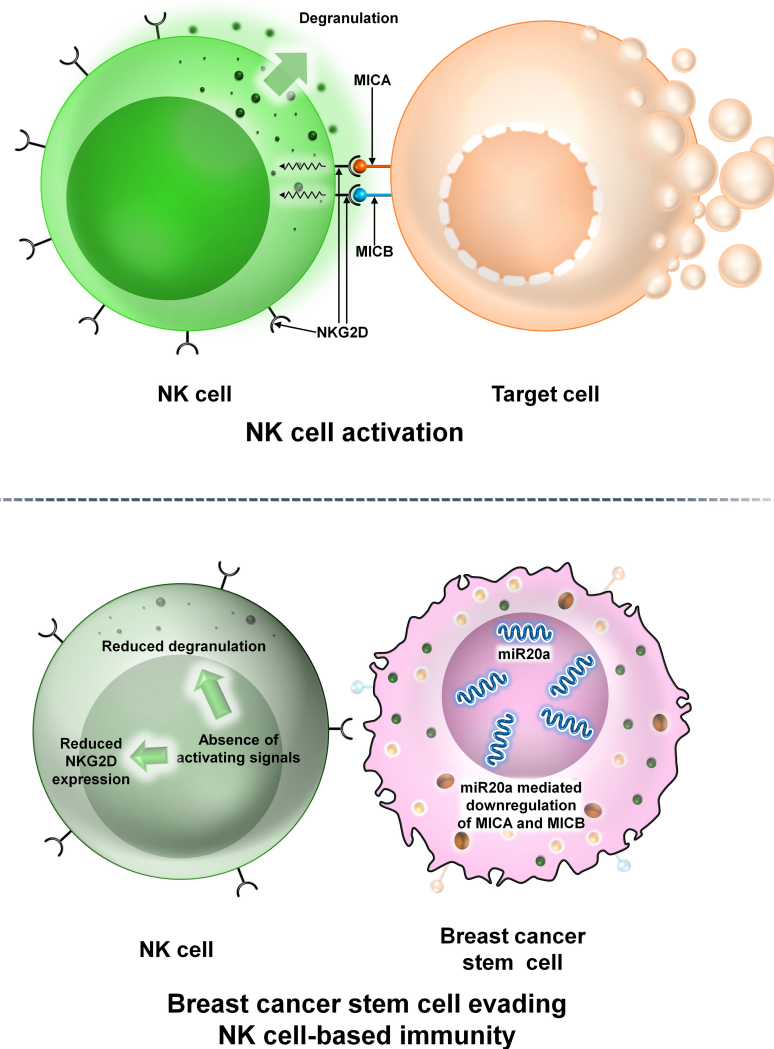 Degranulation
MICA
MICB
NKG2D
NK cell
Target cell
NK cell activation
Reduced degranulation
Absence of
activating signals
Reduced
NKG2D
expression
miR20a
miR20a mediated
downregulation
of MICA and MICB
NK cell
Breast cancer
stem cell
Breast cancer stem cell evading
NK cell-based immunity